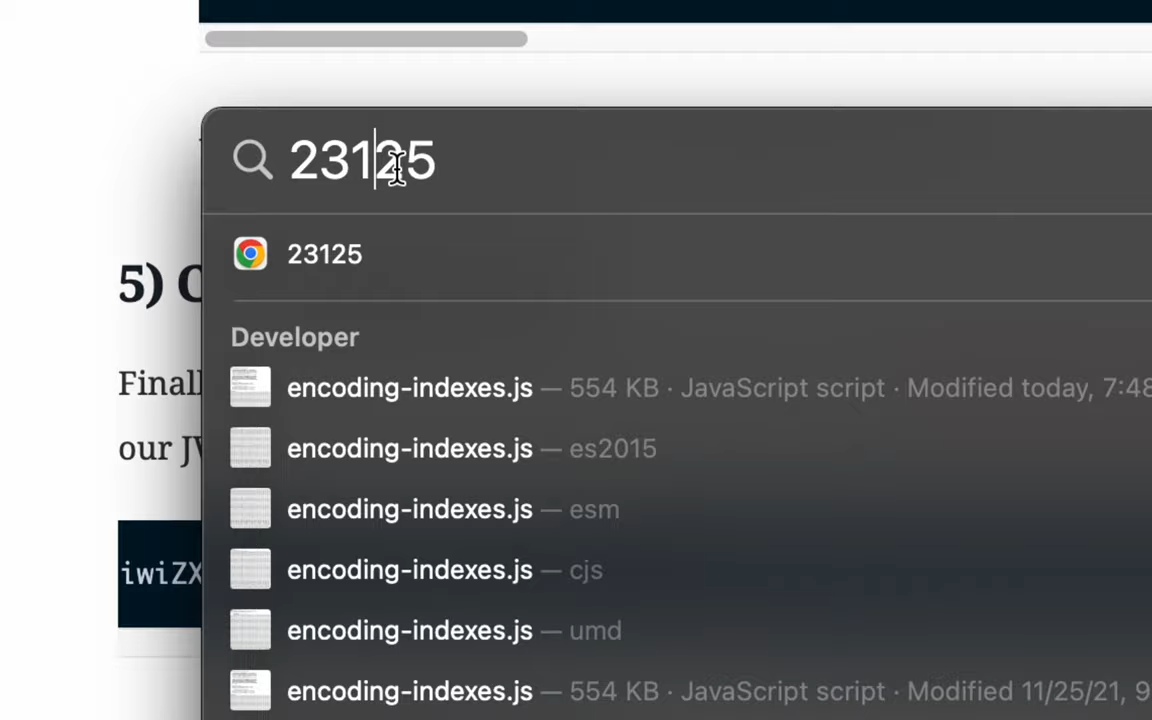 23125
23125
5) C
Developer
encoding-indexes.js — 554 KB · JavaScript script · Modified today, 7:48
Finall
encoding-indexes.js — es2015
our JW
encoding-indexes.js — esm
encoding-indexes.js — cjs
iwiZX
encoding-indexes.js — umd
encoding-indexes.js — 554 KB · JavaScript script · Modified 11/25/21, 9